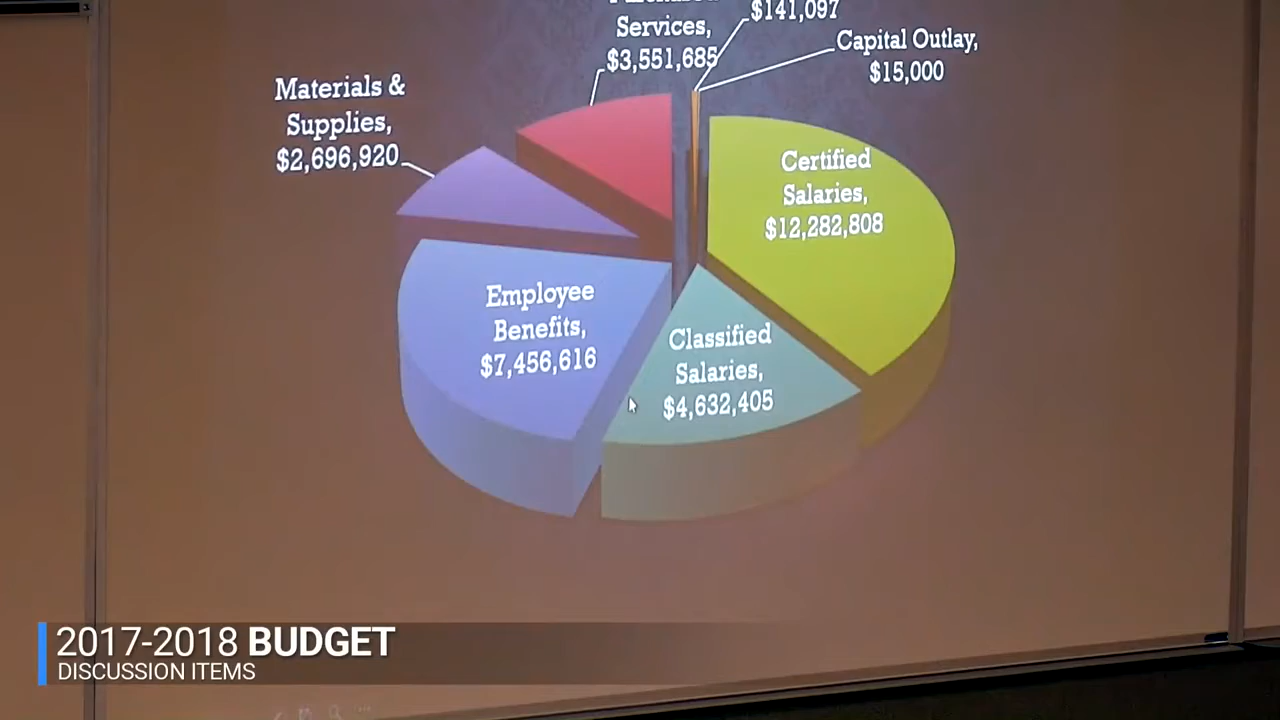 Services,
$3,551,685
$141,097
Capital Outlay,
$15,000
Materials &
Supplies,
$2,696,920
Certified
Salaries,
$12,282,808
Employee
Benefits,
$7,456,616
Classified
Salaries,
$4,632,405
2017-2018 BUDGET
DISCUSSION ITEMS